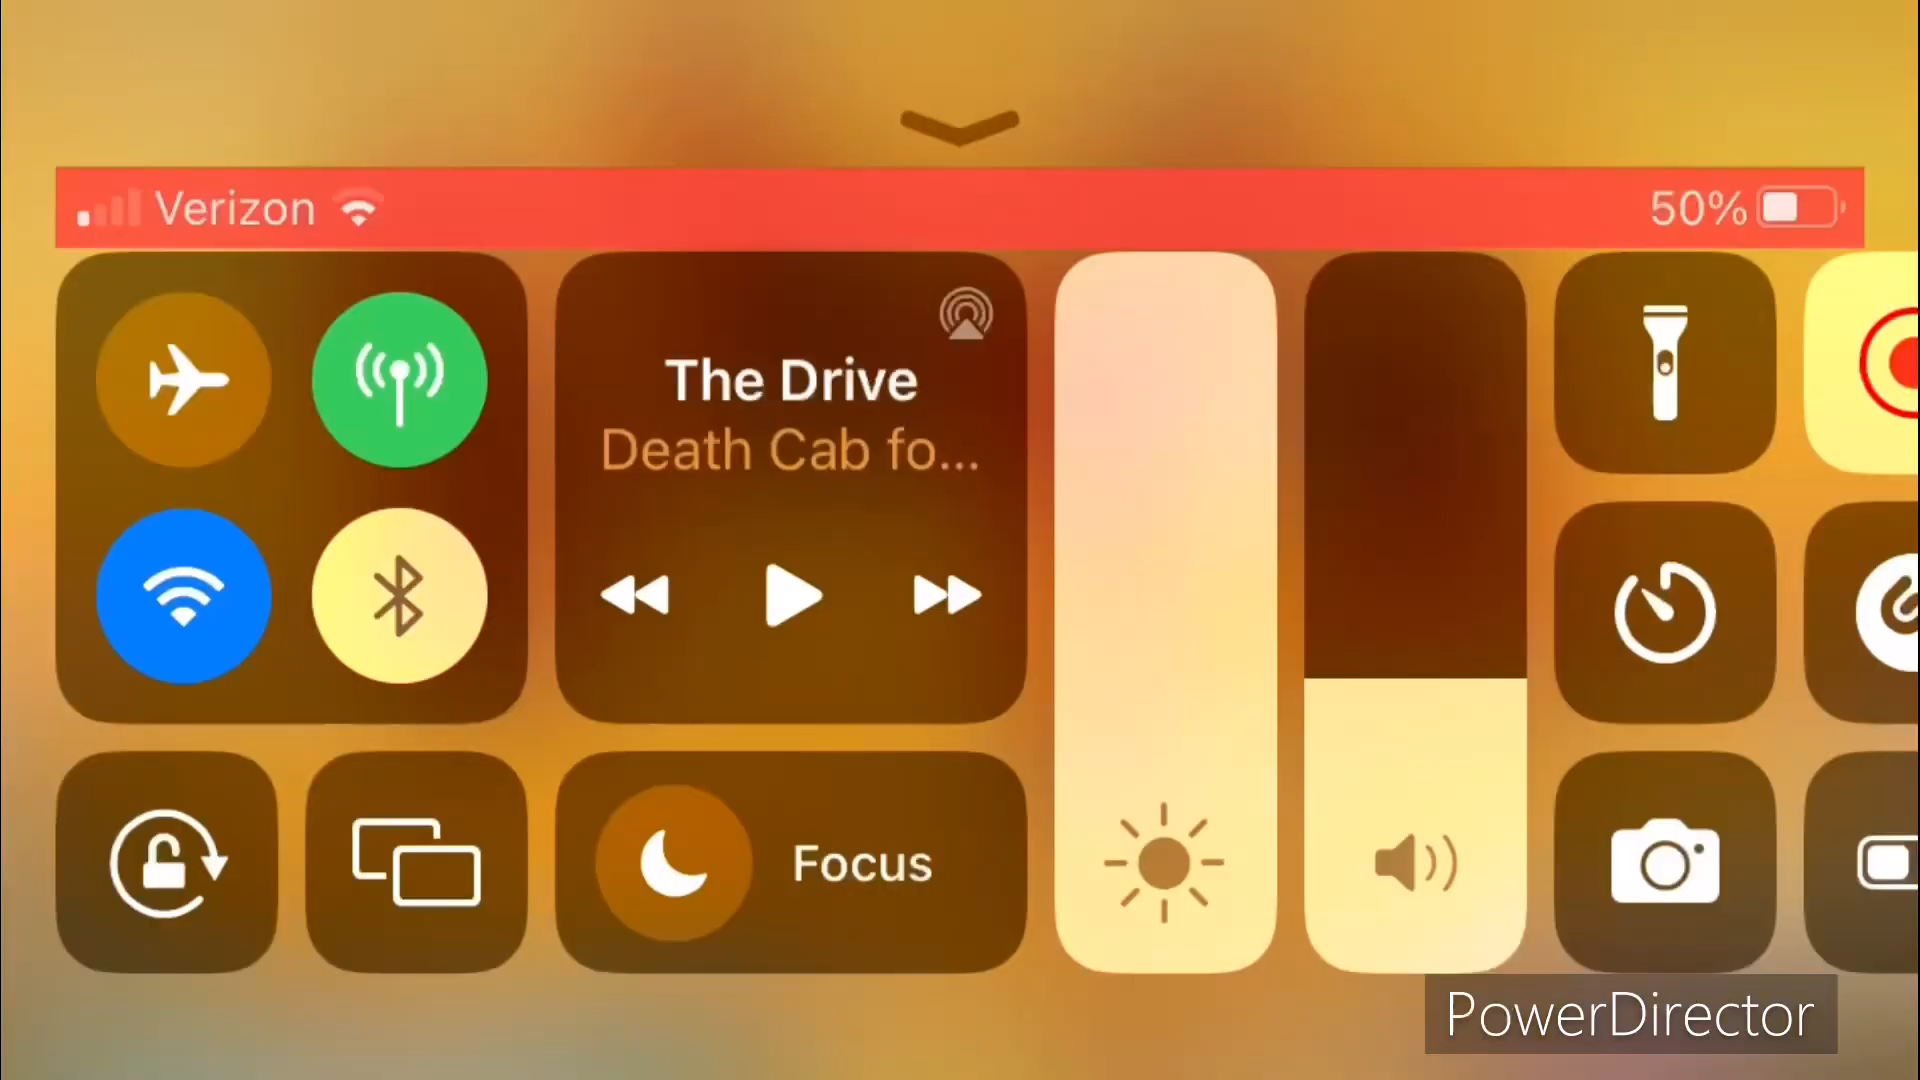 Verizon
50%
The Drive
Death Cab fo...
Focus
PowerDirector